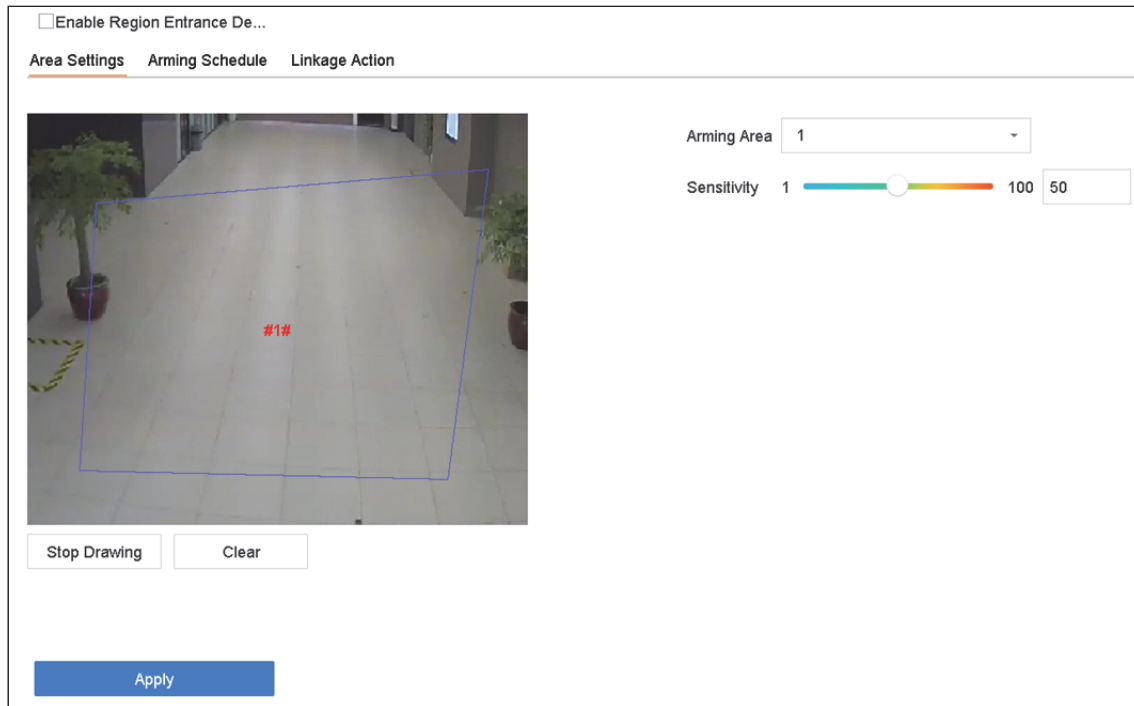 Enable Region Entrance De...
Area Settings Arming Schedule Linkage Action
Arming Area 1
Sensitivity 1 100 50
#1#
Stop Drawing Clear
Apply